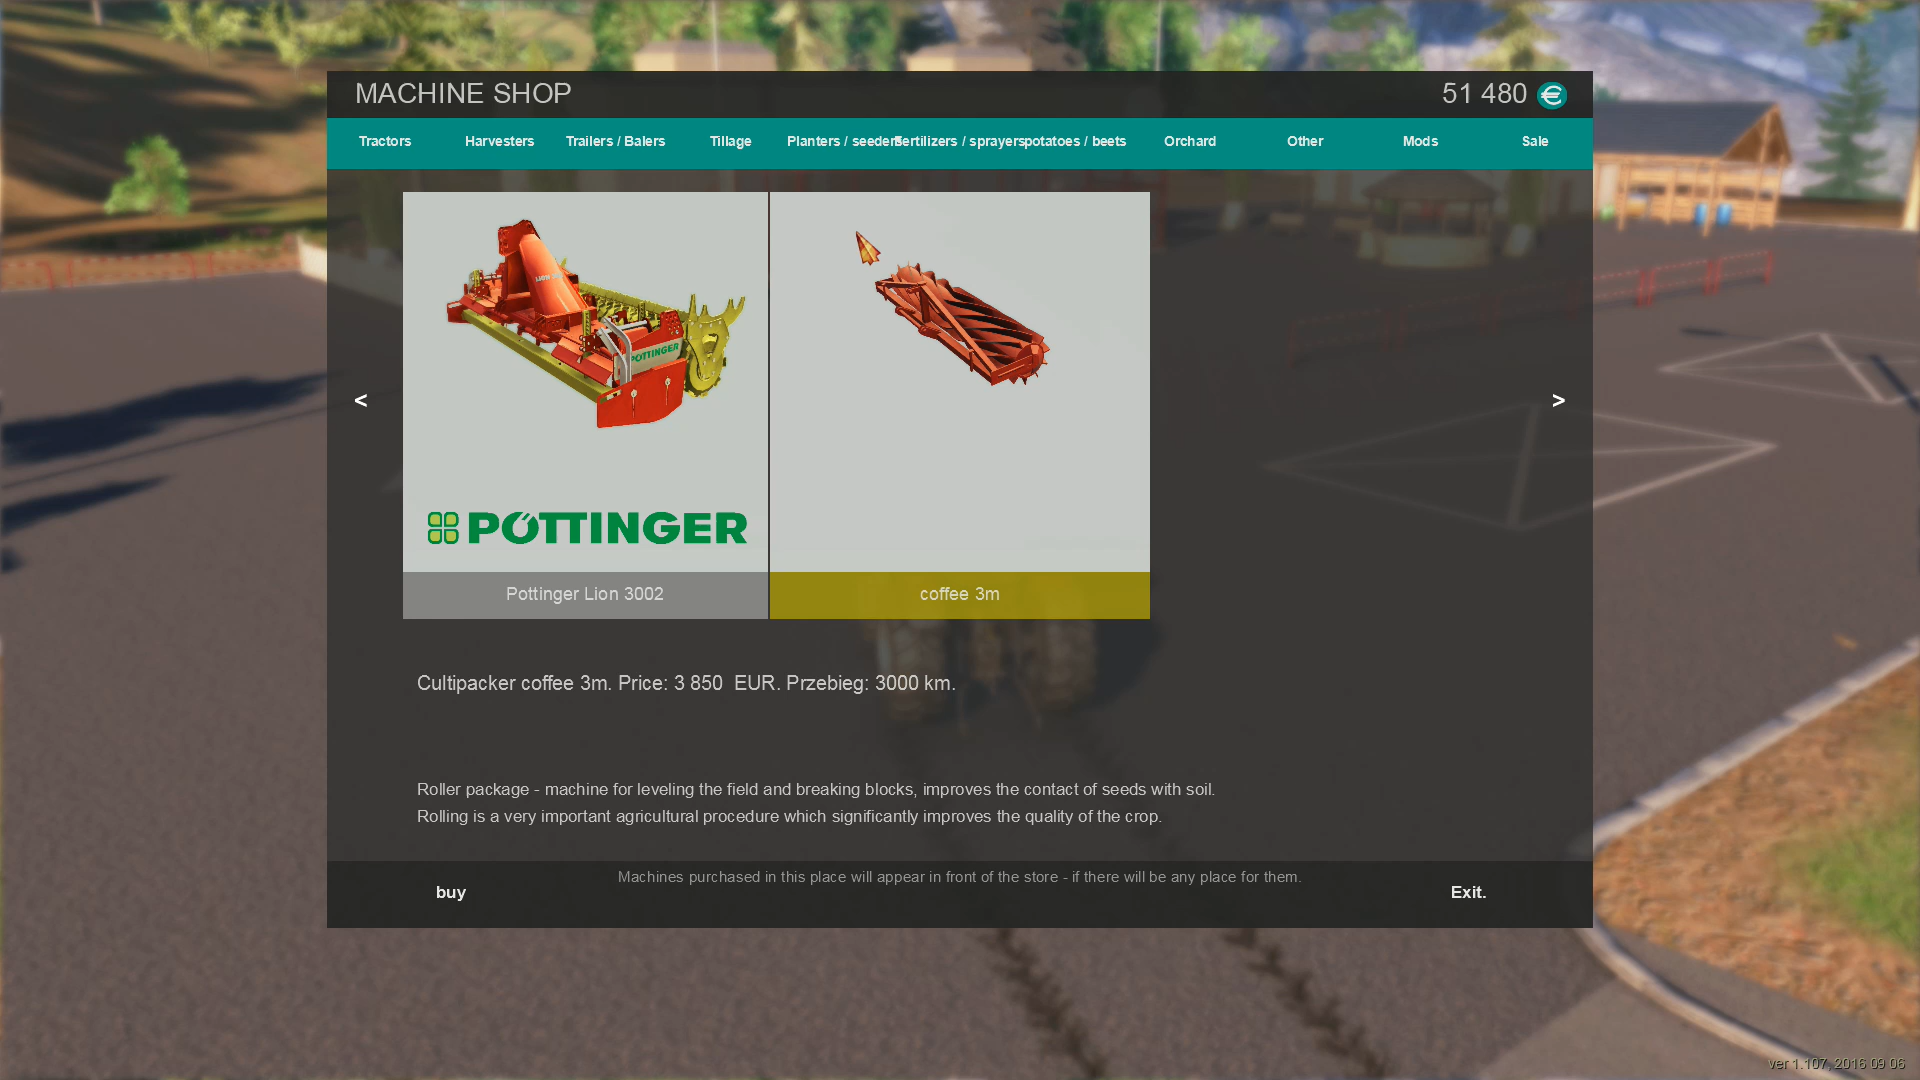 MACHINE SHOP
51 480
Tractors
Harvesters
Trailers / Balers
Tillage
Planters / seeders
Fertilizers / sprayers
potatoes / beets
Orchard
Other
Mods
Sale
<
>
LION
PÖTTINGER
PÖTTINGER
Pottinger Lion 3002
coffee 3m
Cultipacker coffee 3m. Price: 3 850 EUR. Przebieg: 3000 km.
Roller package - machine for leveling the field and breaking blocks, improves the contact of seeds with soil.
Rolling is a very important agricultural procedure which significantly improves the quality of the crop.
Machines purchased in this place will appear in front of the store - if there will be any place for them.
buy
Exit.
ver 1.107, 2016 09 06